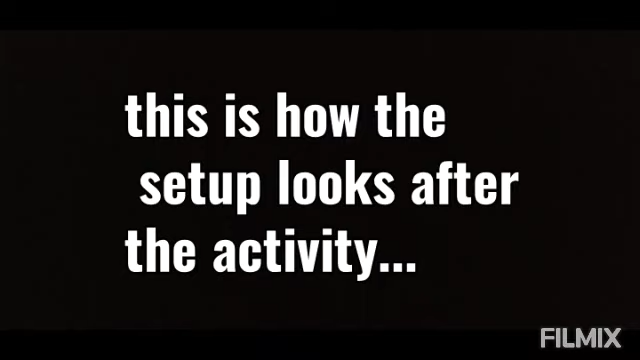 this is how the
setup looks after
the activity...
FILMIX